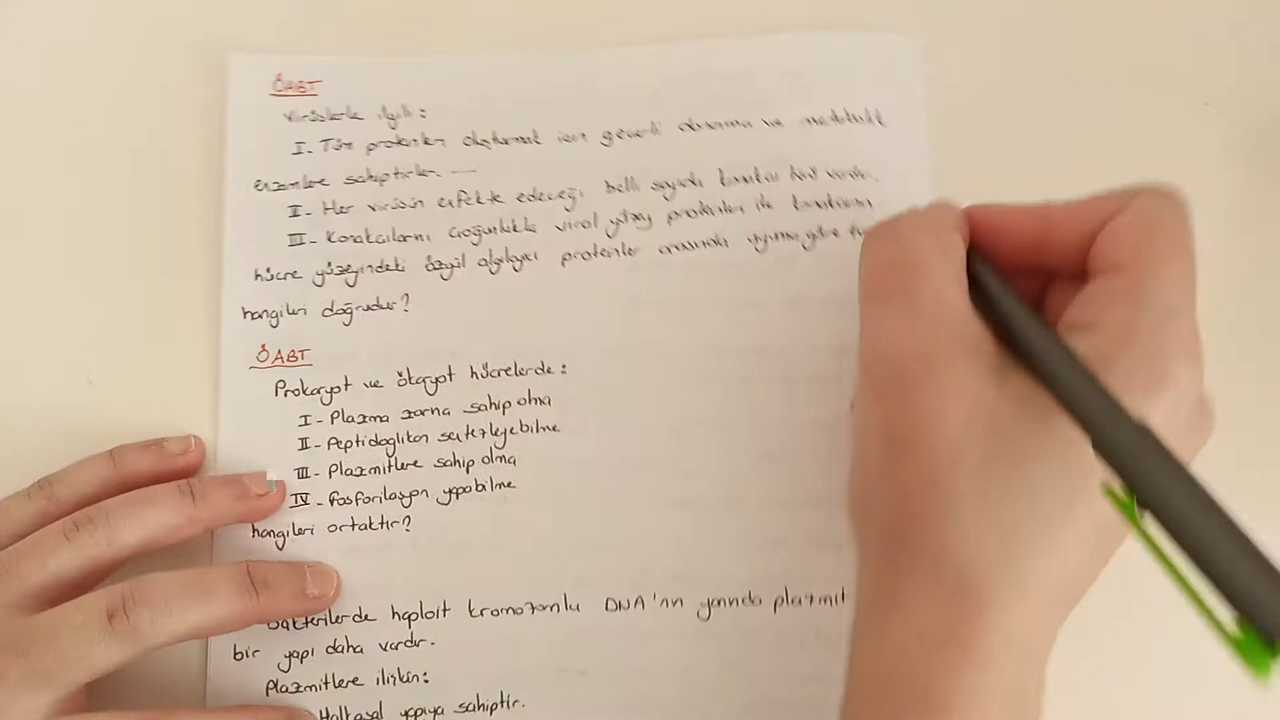 ÖABT
Virüslerle ilgili:
I- Tüm proteinleri oluşturmak için gerekli donanıma ve metabolik
enzimlere sahiptirler.
II- Her virüsün enfekte edeceği belli sayıda konakçı türü vardır.
III- Konakçılarını çoğunlukla viral yüzey proteinleri ile konakçının
hücre yüzeyindeki özgül algılayıcı proteinler arasındaki uyuma göre
hangileri doğrudur?
ÖABT
Prokaryot ve ökaryot hücrelerde:
I- Plazma zarına sahip olma
II- Peptidoglikan sentezleyebilme
III- Plazmitlere sahip olma
IV- Fosforilasyon yapabilme
hangileri ortaktır?
Bakterilerde haploit kromozomlu DNA'nın yanında plazmit
bir yapı daha vardır.
Plazmitlere ilişkin:
Halkasal yapıya sahiptir.